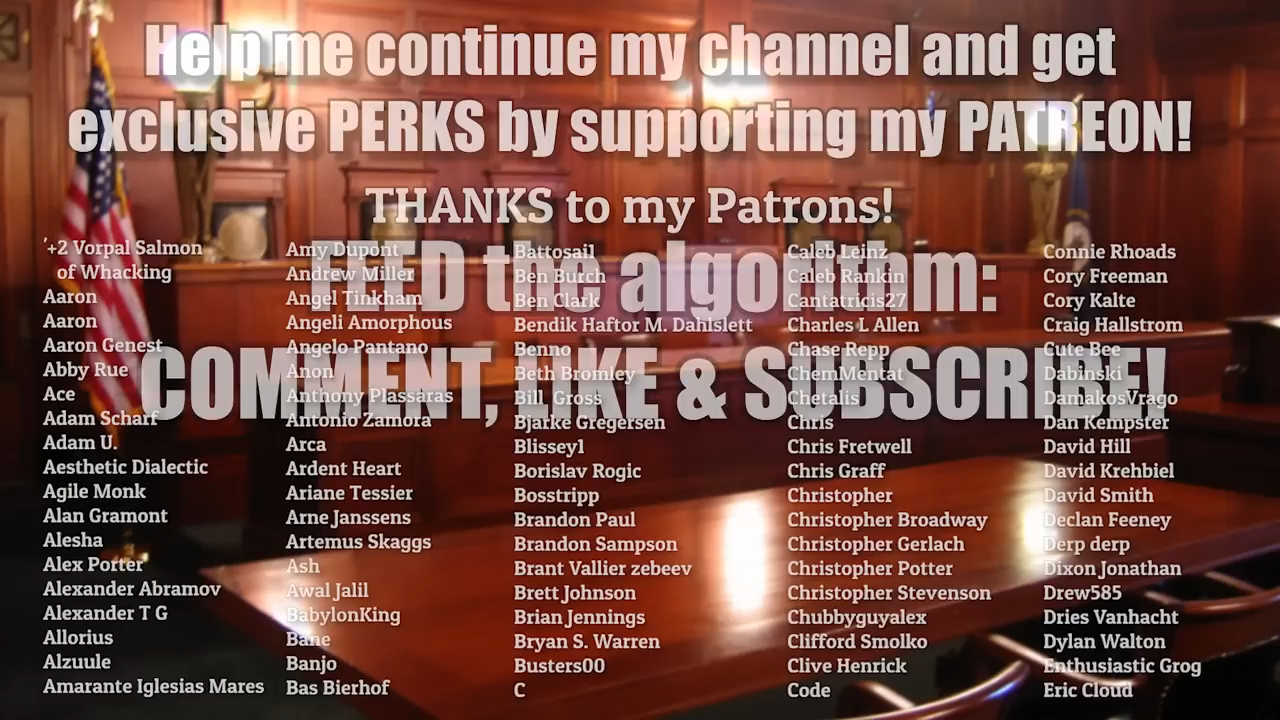 Help me continue my channel and get
exclusive PERKS by supporting my PATREON!
THANKS to my Patrons!
FEED the algorithm:
COMMENT, LIKE & SUBSCRIBE!
'+2 Vorpal Salmon
of Whacking
Aaron
Aaron
Aaron Genest
Abby Rue
Ace
Adam Scharf
Adam U.
Aesthetic Dialectic
Agile Monk
Alan Gramont
Alesha
Alex Porter
Alexander Abramov
Alexander T G
Allorius
Alzuule
Amarante Iglesias Mares
Amy Dupont
Andrew Miller
Angel Tinkham
Angeli Amorphous
Angelo Pantano
Anon
Anthony Plassaras
Antonio Zamora
Arca
Ardent Heart
Ariane Tessier
Arne Janssens
Artemus Skaggs
Ash
Awal Jalil
BabylonKing
Bane
Banjo
Bas Bierhof
Battosai1
Ben Burch
Ben Clark
Bendik Haftor M. Dahlslett
Benno
Beth Bromley
Bill_Gross
Bjarke Gregersen
Blissey1
Borislav Rogic
Bosstripp
Brandon Paul
Brandon Sampson
Brant Vallier zebeev
Brett Johnson
Brian Jennings
Bryan S. Warren
Busters00
C
Caleb Leinz
Caleb Rankin
Cantatricis27
Charles L Allen
Chase Repp
ChemMentat
Chetalis
Chris
Chris Fretwell
Chris Graff
Christopher
Christopher Broadway
Christopher Gerlach
Christopher Potter
Christopher Stevenson
Chubbyguyalex
Clifford Smolko
Clive Henrick
Code
Connie Rhoads
Cory Freeman
Cory Kalte
Craig Hallstrom
Cute Bee
Dabinski
DamakosVrago
Dan Kempster
David Hill
David Krehbiel
David Smith
Declan Feeney
Derp derp
Dixon Jonathan
Drew585
Dries Vanhacht
Dylan Walton
Enthusiastic Grog
Eric Cloud